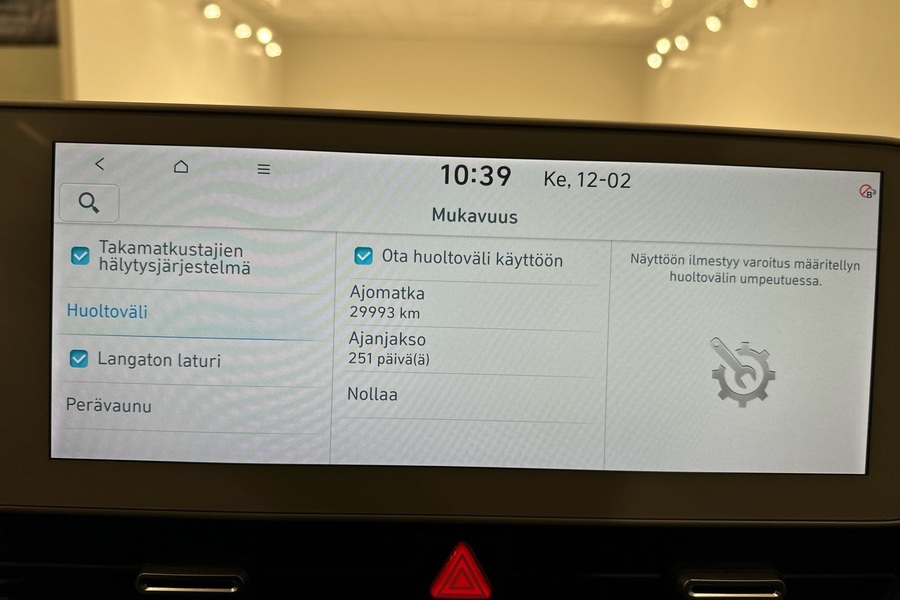 10:39 Ke, 12-02
Mukavuus
Takamatkustajien
hälytysjärjestelmä
Huoltoväli
Langaton laturi
Perävaunu
Ota huoltoväli käyttöön
Ajomatka
29993 km
Ajanjakso
251 päivä(ä)
Nollaa
Näyttöön ilmestyy varoitus määritellyn
huoltovälin umpeutuessa.